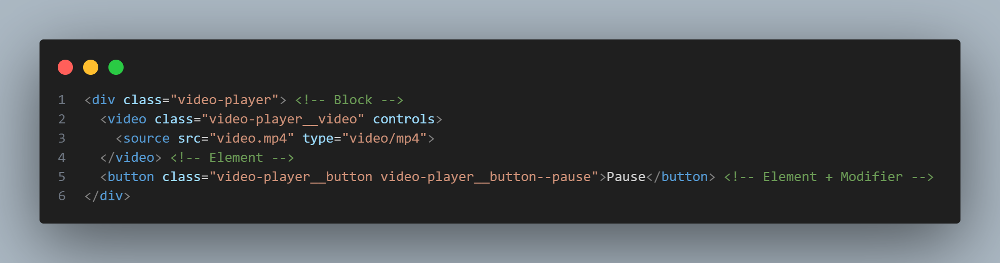 1 <div class="video-player"> <!-- Block -->
2   <video class="video-player__video" controls>
3     <source src="video.mp4" type="video/mp4">
4   </video> <!-- Element -->
5   <button class="video-player__button video-player__button--pause">Pause</button> <!-- Element + Modifier -->
6 </div>